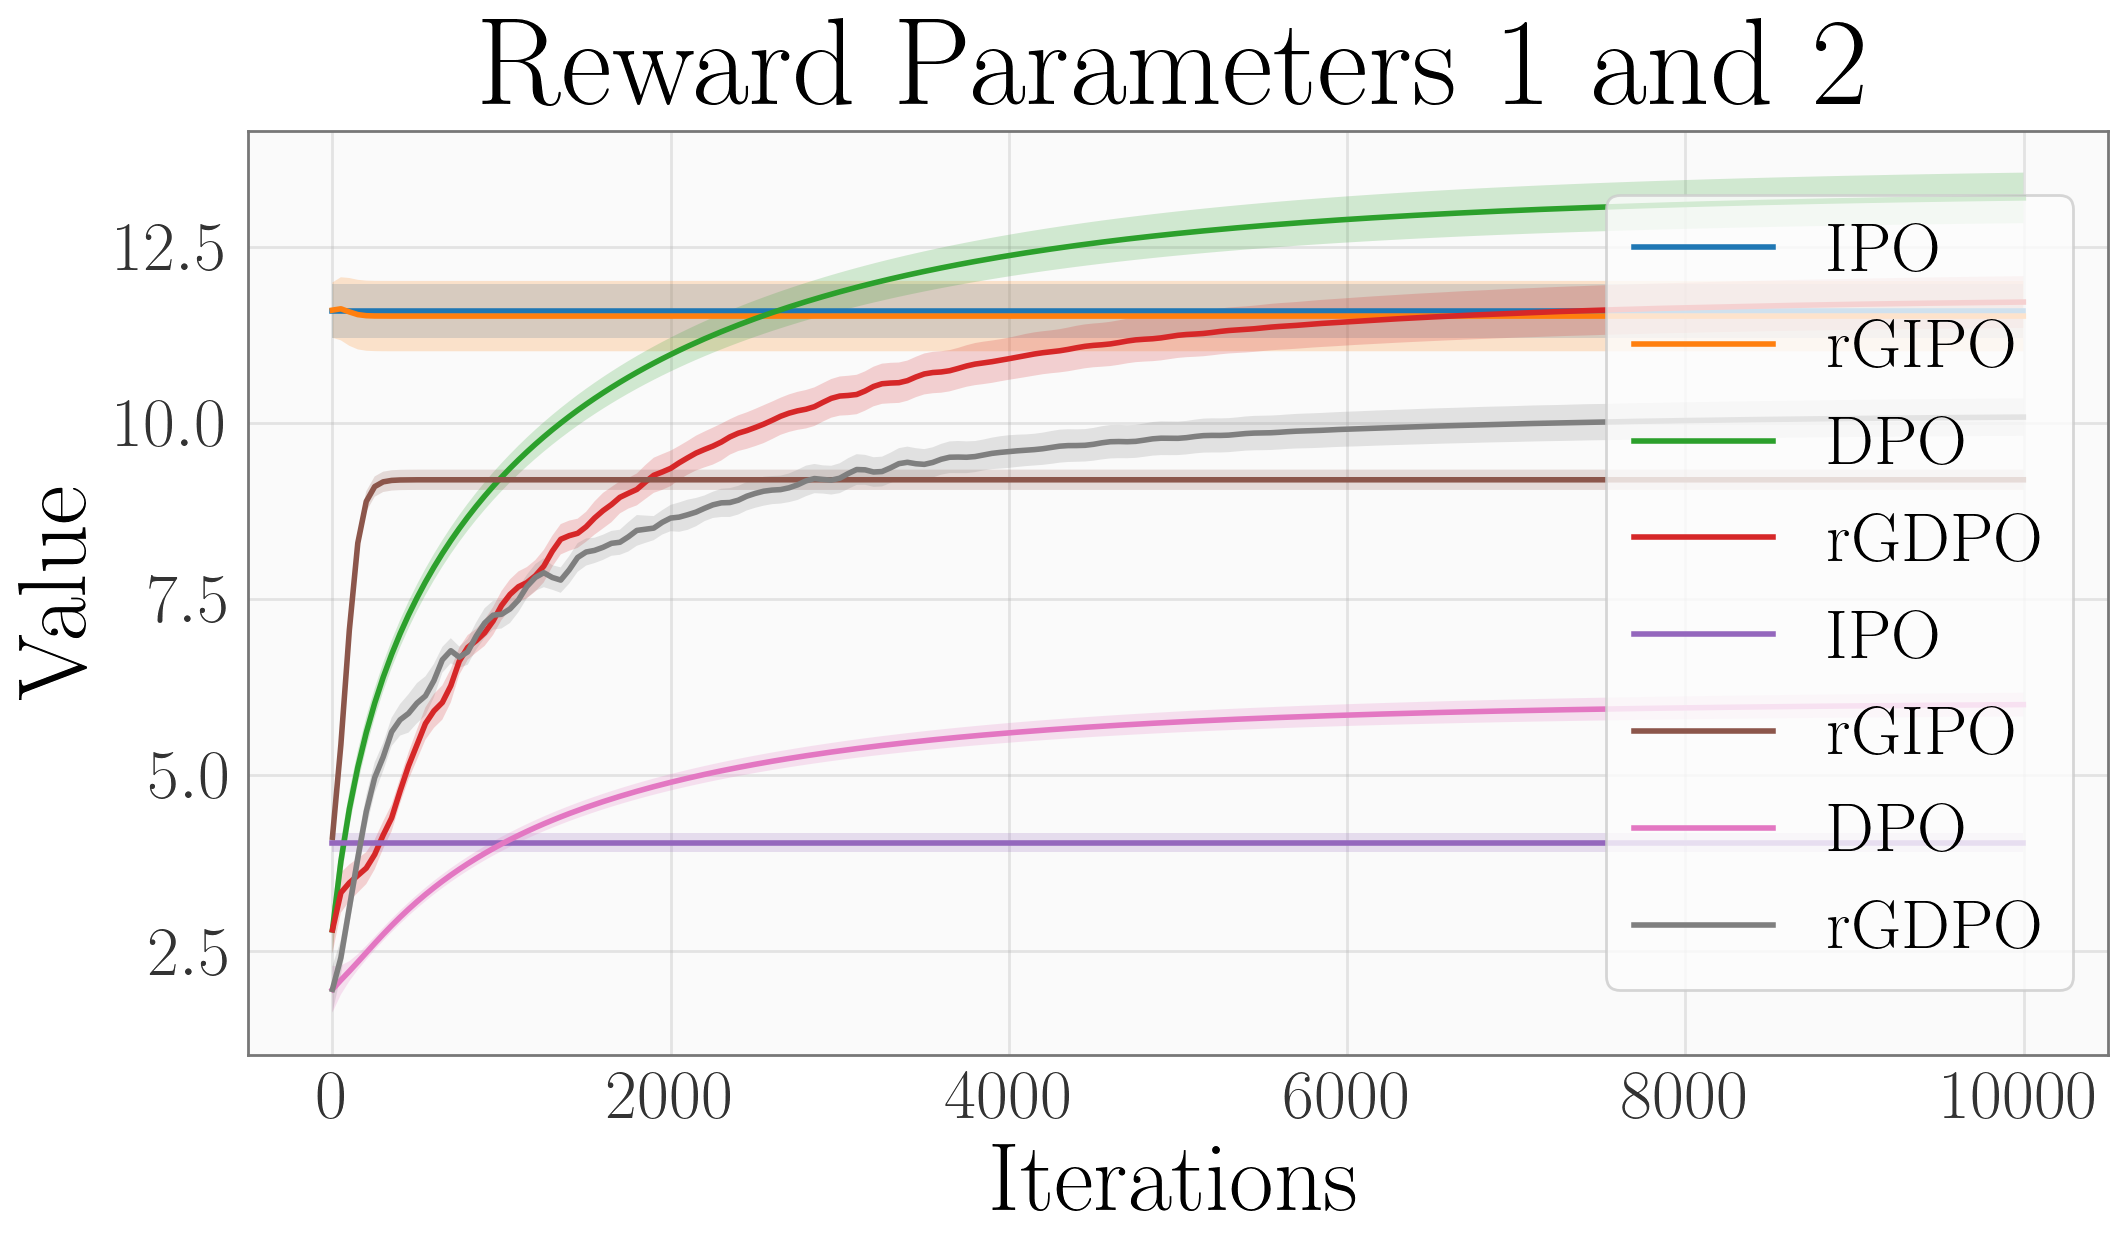 Reward Parameters 1 and 2
Value
12.5
10.0
7.5
5.0
2.5
0 2000 4000 6000 8000 10000
Iterations
IPO
rGIPO
DPO
rGDPO
IPO
rGIPO
DPO
rGDPO